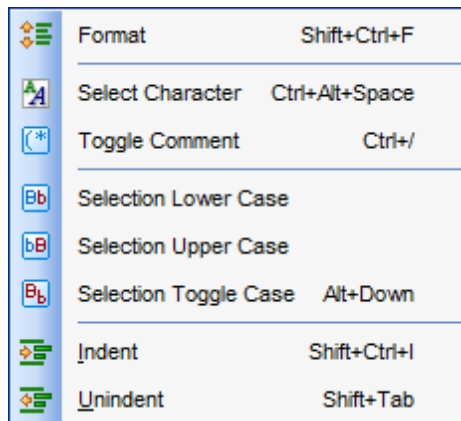 Format Shift+Ctrl+F
Select Character Ctrl+Alt+Space
Toggle Comment Ctrl+/
Selection Lower Case
Selection Upper Case
Selection Toggle Case Alt+Down
Indent Shift+Ctrl+I
Unindent Shift+Tab